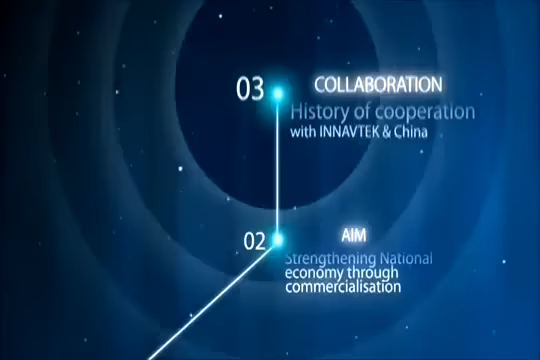 03
COLLABORATION
History of cooperation
with INNAVTEK & China
02
AIM
Strengthening National
economy through
commercialisation